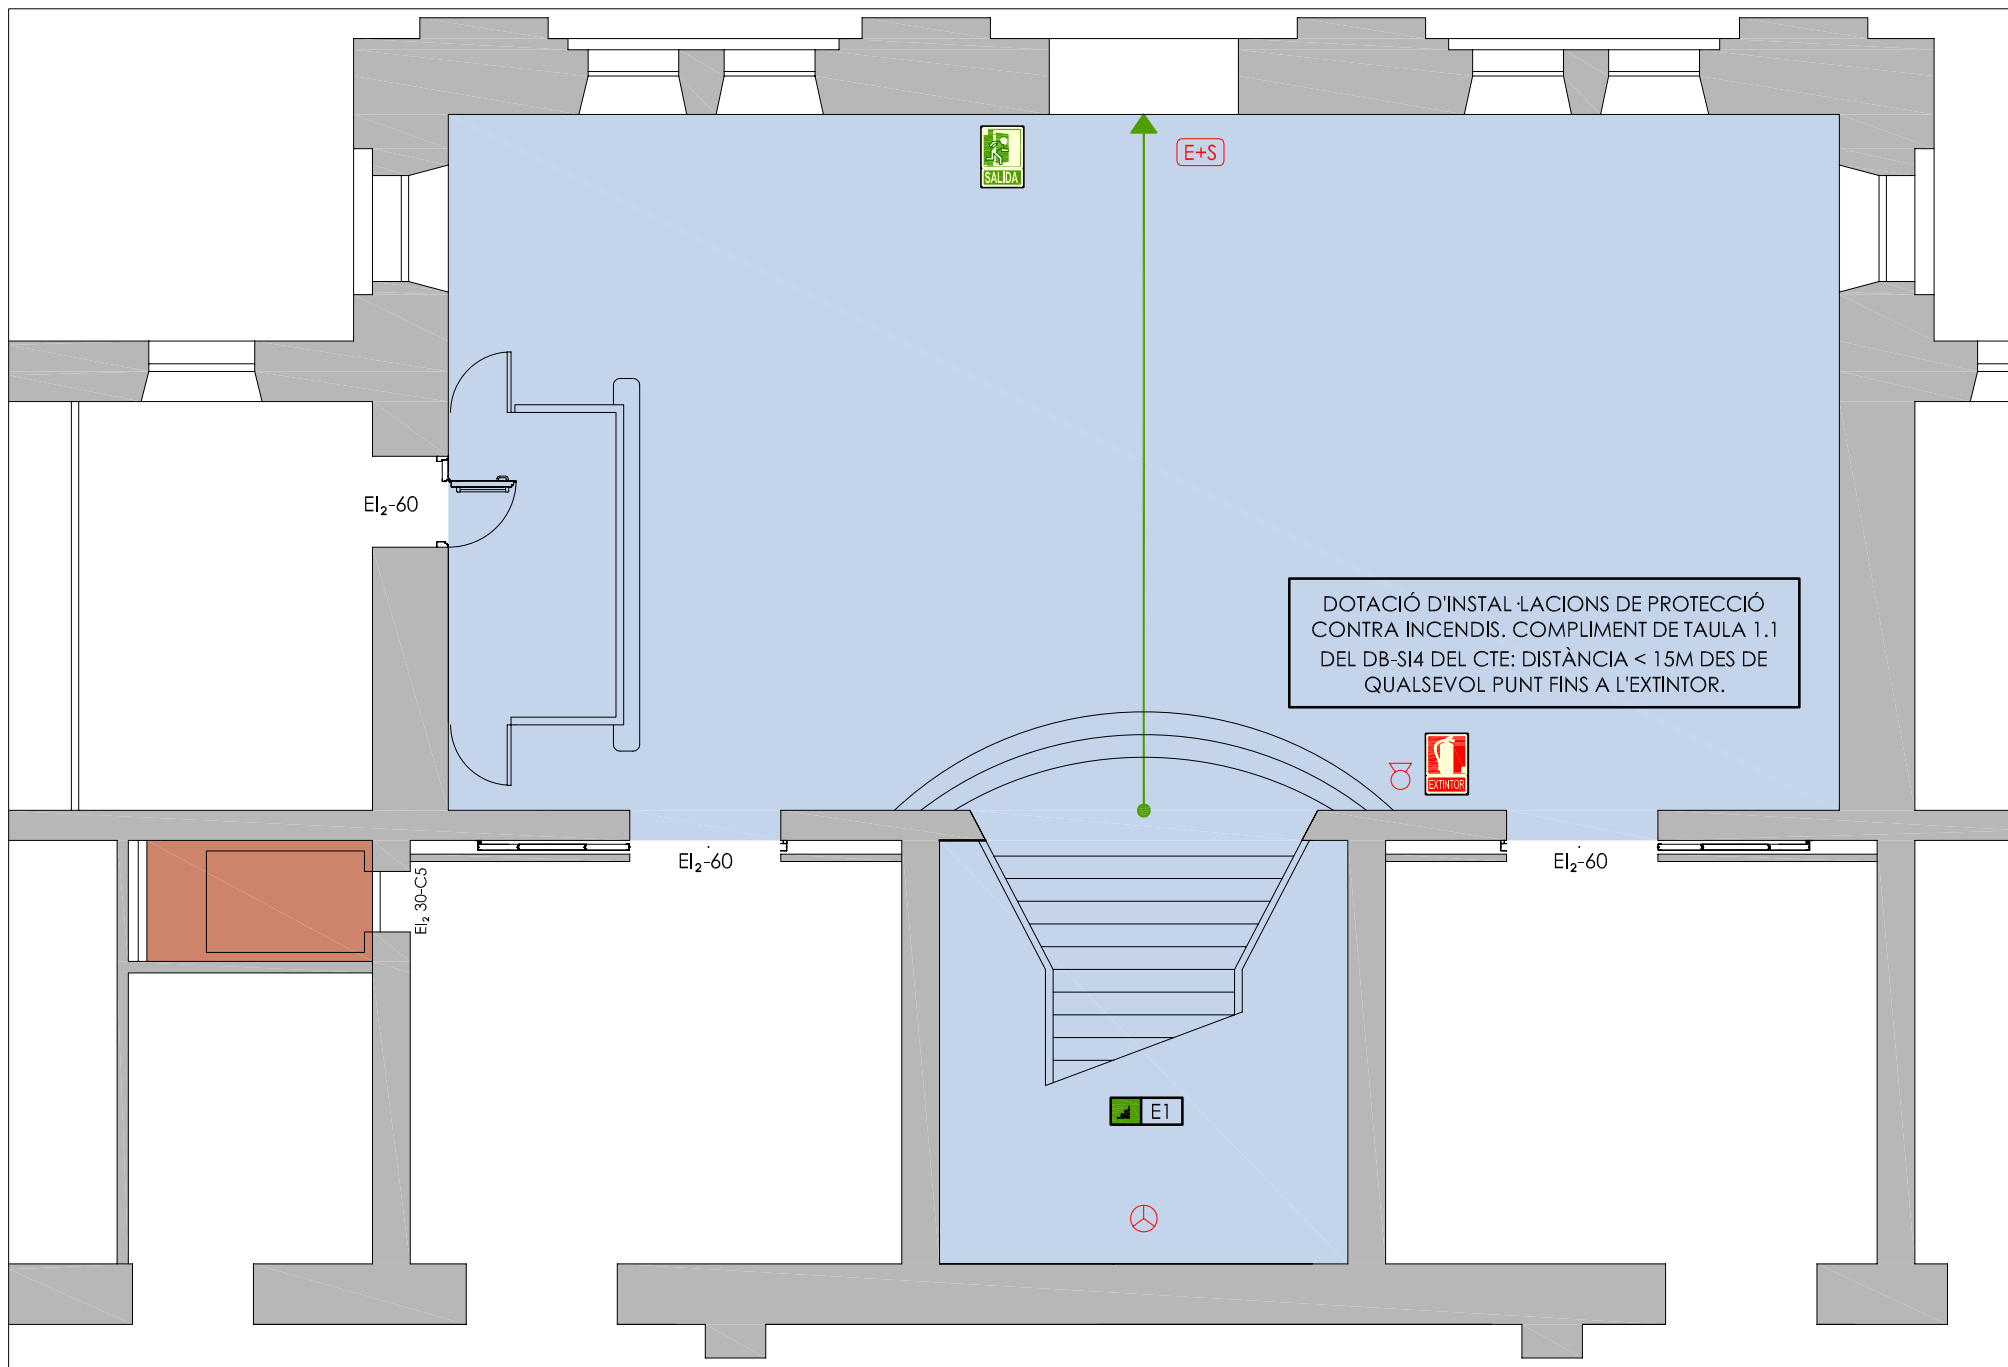 SALIDA
E+S
EI₂-60
DOTACIÓ D'INSTAL·LACIONS DE PROTECCIÓ
CONTRA INCENDIS. COMPLIMENT DE TAULA 1.1
DEL DB-SI4 DEL CTE: DISTÀNCIA < 15M DES DE
QUALSEVOL PUNT FINS A L'EXTINTOR.
EXTINTOR
EI₂-60
EI₂-60
EI₂ 30-C5
E1